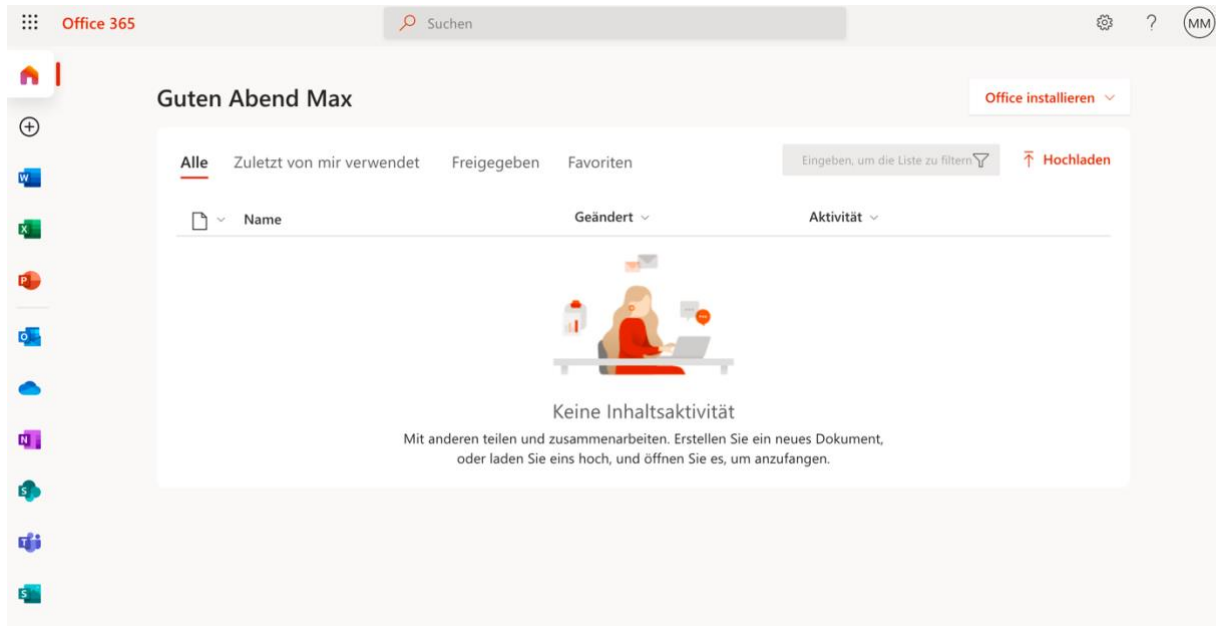 Office 365
Suchen
?
MM
Guten Abend Max
Office installieren
Alle Zuletzt von mir verwendet Freigegeben Favoriten
Eingeben, um die Liste zu filtern
Hochladen
Name Geändert Aktivität
Keine Inhaltsaktivität
Mit anderen teilen und zusammenarbeiten. Erstellen Sie ein neues Dokument,
oder laden Sie eins hoch, und öffnen Sie es, um anzufangen.
W
X
P
O
N
S
T
S